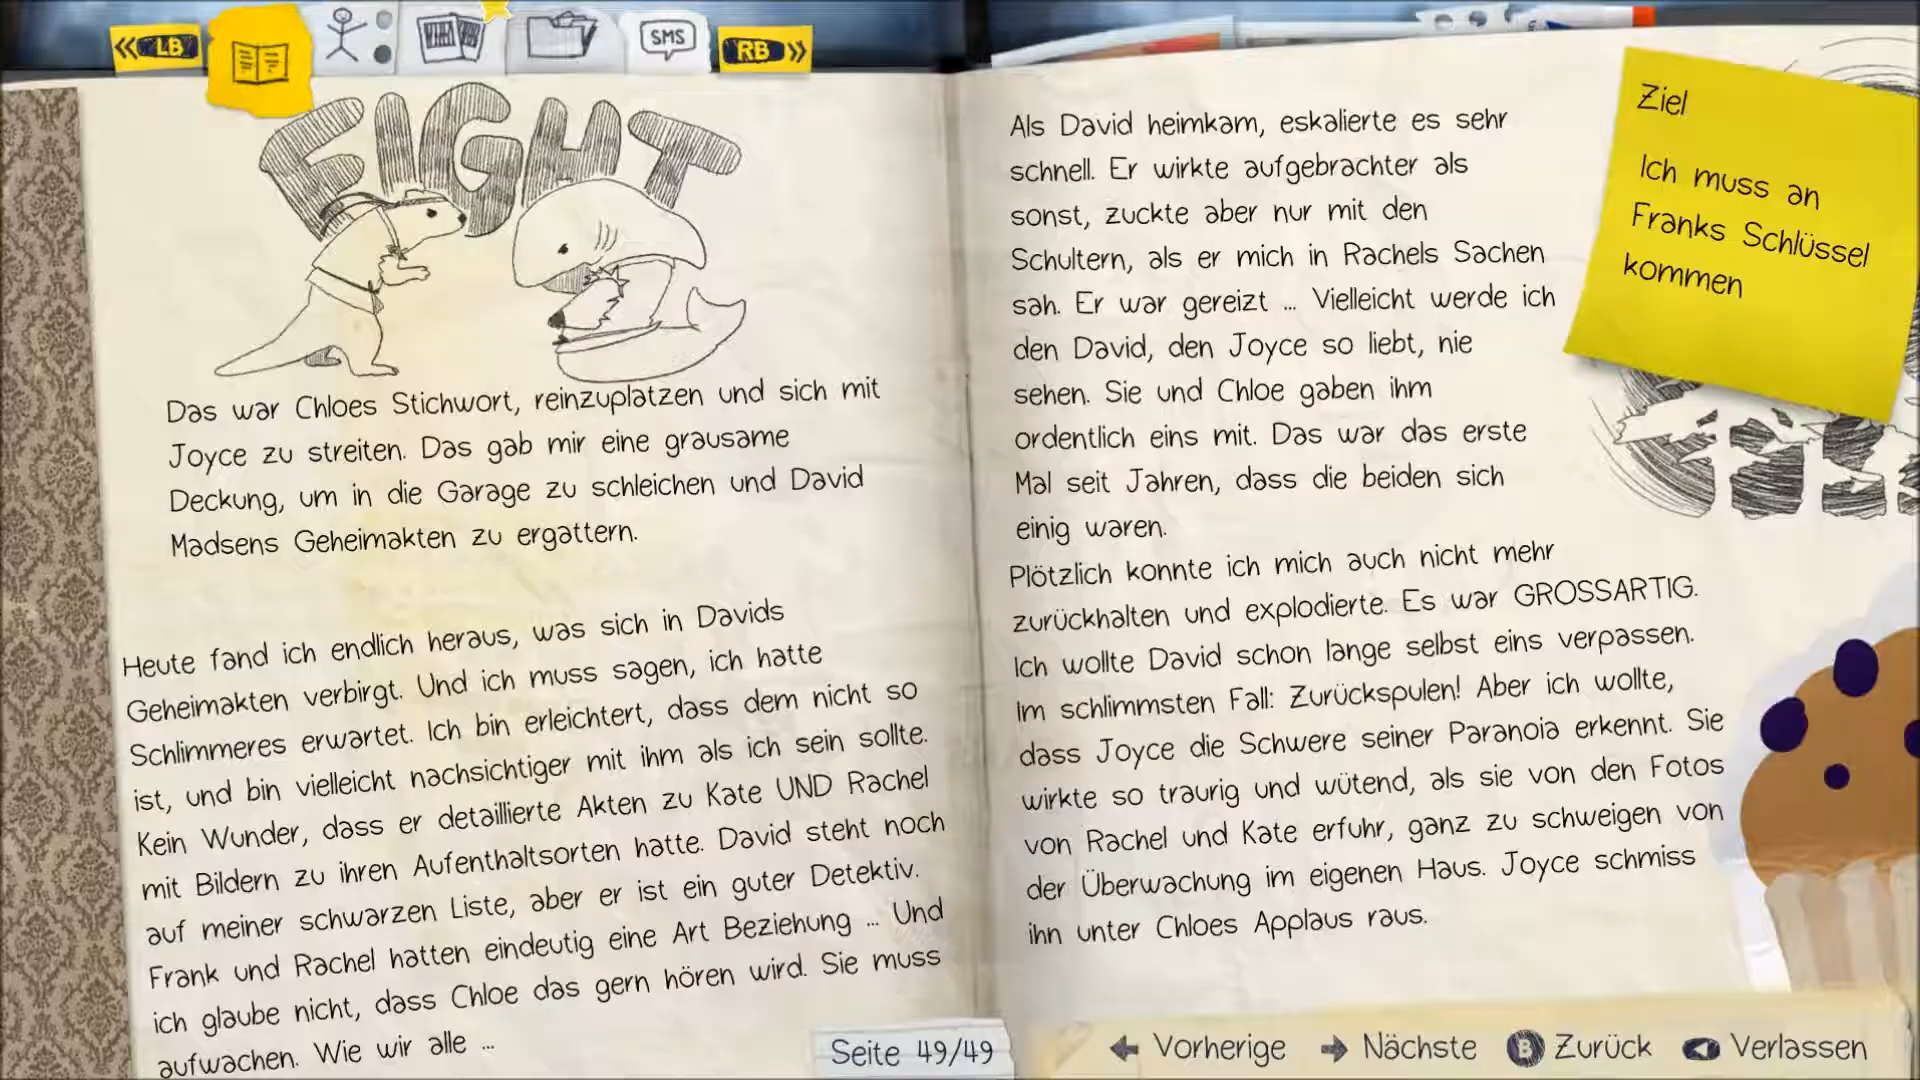 LB
SMS
RB
FIGHT
Das war Chloes Stichwort, reinzuplatzen und sich mit
Joyce zu streiten. Das gab mir eine grausame
Deckung, um in die Garage zu schleichen und David
Madsens Geheimakten zu ergattern.
Heute fand ich endlich heraus, was sich in Davids
Geheimakten verbirgt. Und ich muss sagen, ich hatte
Schlimmeres erwartet. Ich bin erleichtert, dass dem nicht so
ist, und bin vielleicht nachsichtiger mit ihm als ich sein sollte.
Kein Wunder, dass er detaillierte Akten zu Kate UND Rachel
mit Bildern zu ihren Aufenthaltsorten hatte. David steht noch
auf meiner schwarzen Liste, aber er ist ein guter Detektiv.
Frank und Rachel hatten eindeutig eine Art Beziehung ... Und
ich glaube nicht, dass Chloe das gern hören wird. Sie muss
aufwachen. Wie wir alle ...
Seite 49/49
Als David heimkam, eskalierte es sehr
schnell. Er wirkte aufgebrachter als
sonst, zuckte aber nur mit den
Schultern, als er mich in Rachels Sachen
sah. Er war gereizt ... Vielleicht werde ich
den David, den Joyce so liebt, nie
sehen. Sie und Chloe gaben ihm
ordentlich eins mit. Das war das erste
Mal seit Jahren, dass die beiden sich
einig waren.
Plötzlich konnte ich mich auch nicht mehr
zurückhalten und explodierte. Es war GROSSARTIG.
Ich wollte David schon lange selbst eins verpassen.
Im schlimmsten Fall: Zurückspulen! Aber ich wollte,
dass Joyce die Schwere seiner Paranoia erkennt. Sie
wirkte so traurig und wütend, als sie von den Fotos
von Rachel und Kate erfuhr, ganz zu schweigen von
der Überwachung im eigenen Haus. Joyce schmiss
ihn unter Chloes Applaus raus.
Ziel
Ich muss an
Franks Schlüssel
kommen
Vorherige
Nächste
B Zurück
Verlassen